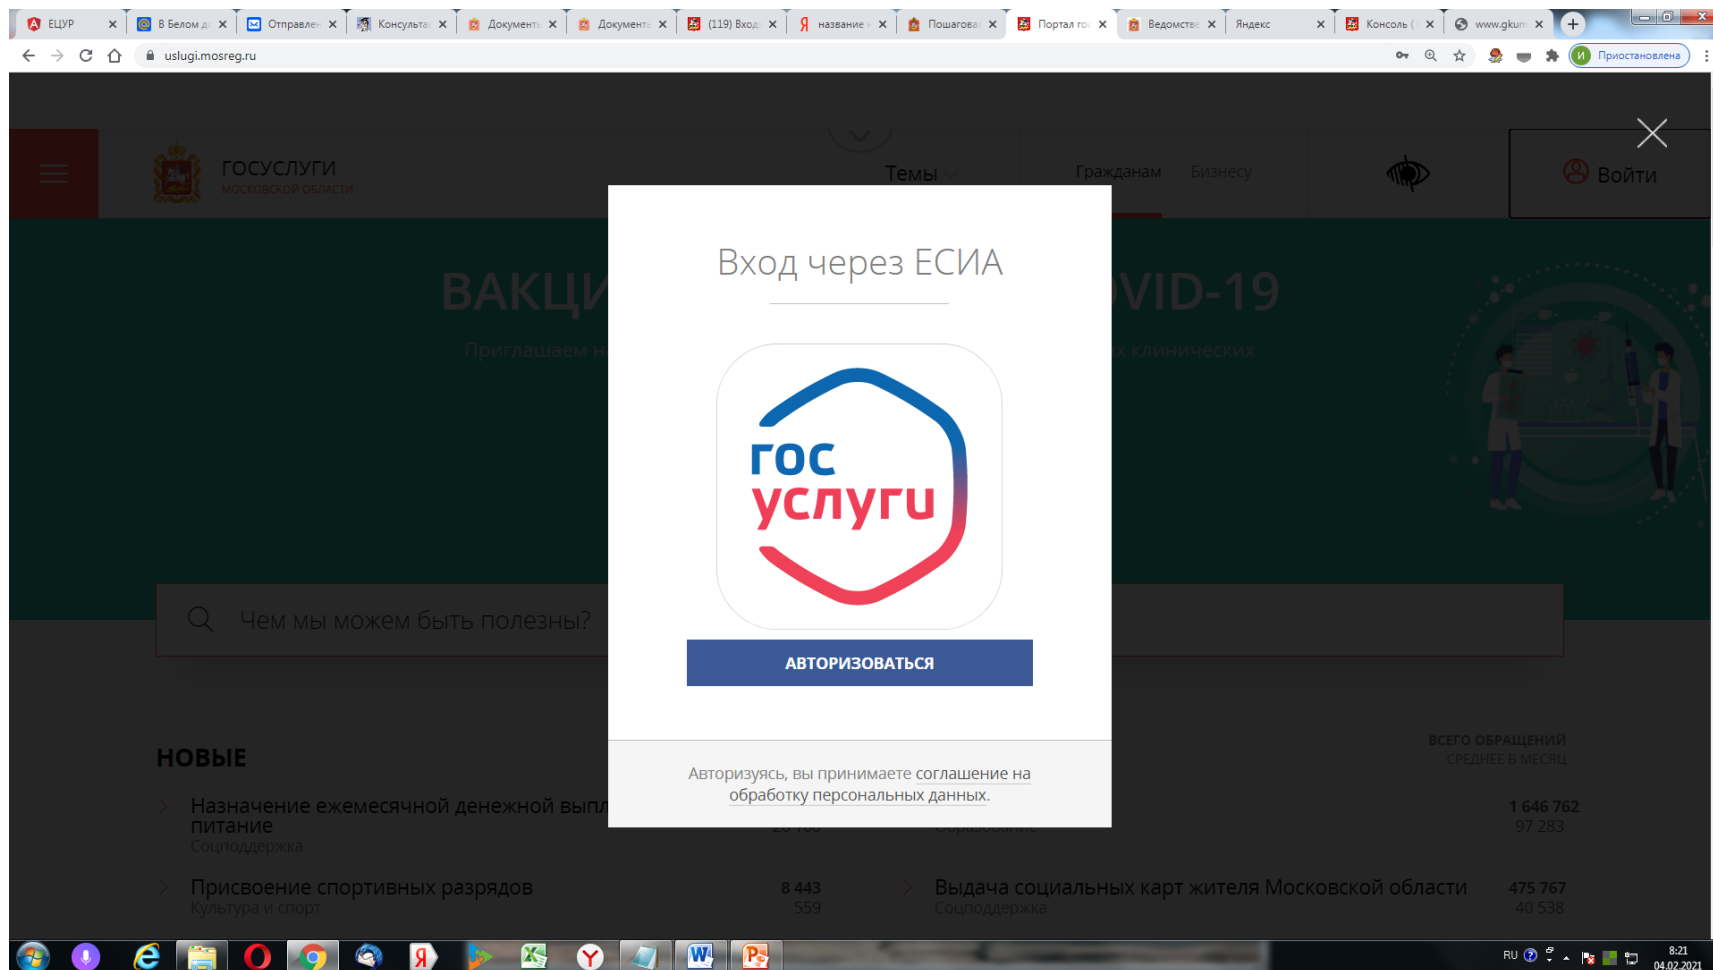 ЕЦУР
В Белом д
Отправлен
Консульта
Документ
Документ
(119) Вход
название
Пошагова
Портал го
Ведомстве
Яндекс
Консоль (
www.gkum
uslugi.mosreg.ru
И Приостановлена
ГОСУСЛУГИ
МОСКОВСКОЙ ОБЛАСТИ
Темы
Гражданам
Бизнесу
Войти
Вход через ЕСИА
ВАКЦИ
OVID-19
Приглашаем н
х клинических
гос
услуги
Чем мы можем быть полезны?
АВТОРИЗОВАТЬСЯ
НОВЫЕ
ВСЕГО ОБРАЩЕНИЙ
СРЕДНЕЕ В МЕСЯЦ
Авторизуясь, вы принимаете соглашение на
обработку персональных данных.
Назначение ежемесячной денежной выпл
питание
Соцподдержка
Образование
1 646 762
97 283
Присвоение спортивных разрядов
Культура и спорт
8 443
559
Выдача социальных карт жителя Московской области
Соцподдержка
475 767
40 538
RU
8:21
04.02.2021